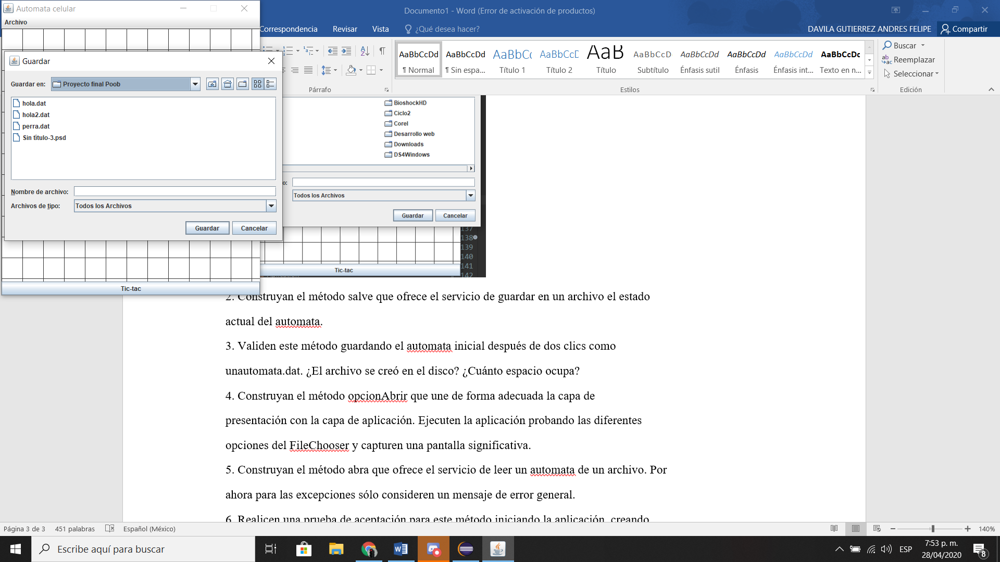 Automata celular
Archivo
Documento1 - Word (Error de activación de productos)
Correspondencia
Revisar
Vista
¿Qué desea hacer?
DAVILA GUTIERREZ ANDRES FELIPE
Compartir
AaBbCcDd
AaBbCcDd
AaBbCc
AaBbCcC
AaB
AaBbCcD
AaBbCcDd
AaBbCcDd
AaBbCcDd
AaBbCcDc
¶ Normal
¶ Sin espa...
Título 1
Título 2
Título
Subtítulo
Énfasis sutil
Énfasis
Énfasis int...
Texto en n...
Buscar
Reemplazar
Seleccionar
Párrafo
Estilos
Edición
Guardar
Guardar en:
Proyecto final Poob
hola.dat
hola2.dat
perra.dat
Sin título-3.psd
Nombre de archivo:
Archivos de tipo:
Todos los Archivos
Guardar
Cancelar
Tic-tac
BioshockHD
Ciclo2
Corel
Desarrollo web
Downloads
DS4Windows
o:
Todos los Archivos
Guardar
Cancelar
137
138
139
140
141
142
Tic-tac
2. Construyan el método salve que ofrece el servicio de guardar en un archivo el estado
actual del automata.
3. Validen este método guardando el automata inicial después de dos clics como
unautomata.dat. ¿El archivo se creó en el disco? ¿Cuánto espacio ocupa?
4. Construyan el método opcionAbrir que une de forma adecuada la capa de
presentación con la capa de aplicación. Ejecuten la aplicación probando las diferentes
opciones del FileChooser y capturen una pantalla significativa.
5. Construyan el método abra que ofrece el servicio de leer un automata de un archivo. Por
ahora para las excepciones sólo consideren un mensaje de error general.
6. Realicen una prueba de aceptación para este método iniciando la aplicación, creando
Página 3 de 3
451 palabras
Español (México)
140%
Escribe aquí para buscar
ESP
7:53 p. m.
28/04/2020
8